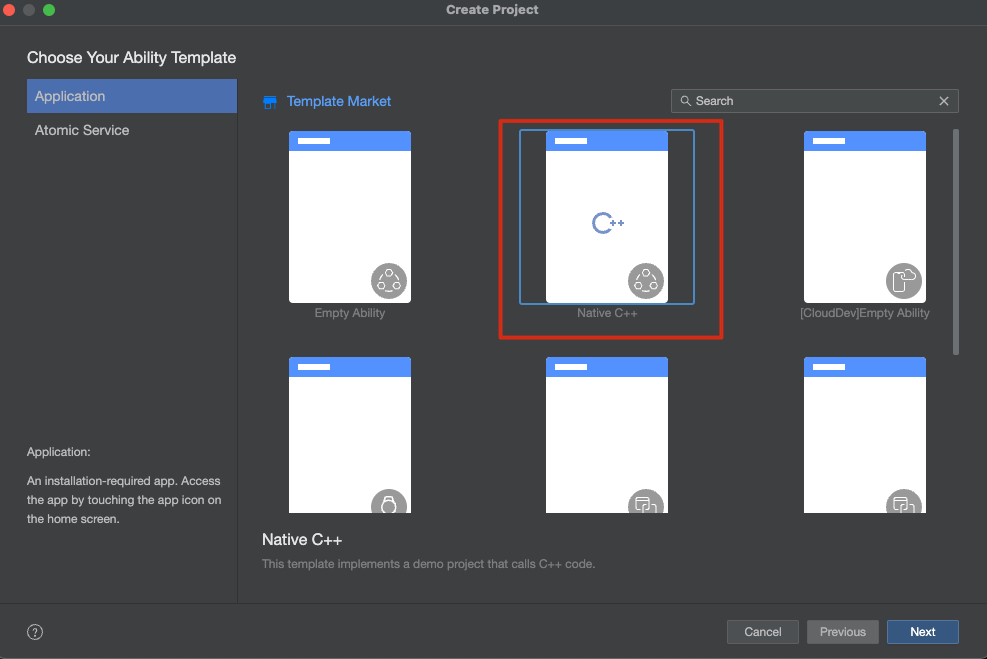 Create Project
Choose Your Ability Template
Application
Atomic Service
Template Market
Search
Empty Ability
C++
Native C++
[CloudDev]Empty Ability
Application:
An installation-required app. Access
the app by touching the app icon on
the home screen.
Native C++
This template implements a demo project that calls C++ code.
?
Cancel
Previous
Next